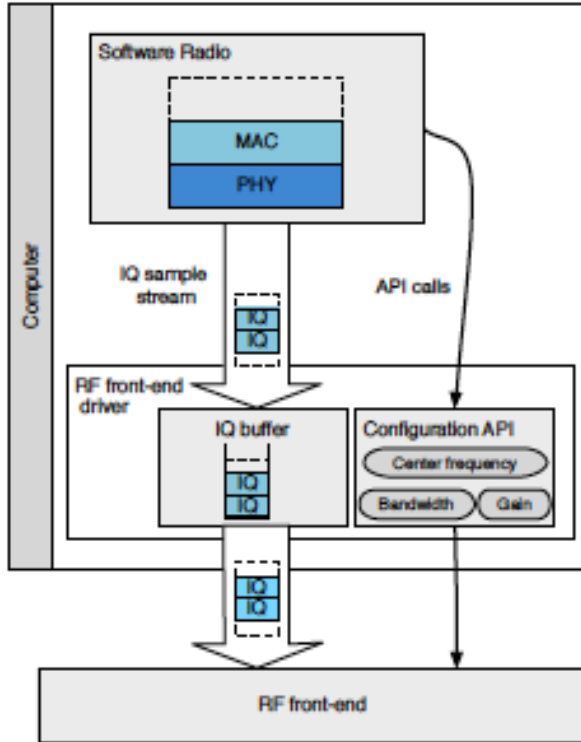 Computer
Software Radio
MAC
PHY
IQ sample
stream
API calls
IQ
IQ
RF front-end
driver
IQ buffer
IQ
IQ
Configuration API
Center frequency
Bandwidth
Gain
IQ
IQ
RF front-end